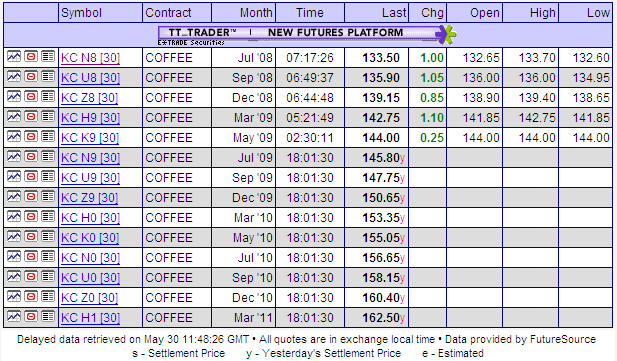 Symbol Contract Month Time Last Chg Open High Low
TT_TRADER™ | NEW FUTURES PLATFORM
E*TRADE Securities
KC N8 [30] COFFEE Jul '08 07:17:26 133.50 1.00 132.65 133.70 132.60
KC U8 [30] COFFEE Sep '08 06:49:37 135.90 1.05 136.00 136.00 134.95
KC Z8 [30] COFFEE Dec '08 06:44:48 139.15 0.85 138.90 139.40 138.65
KC H9 [30] COFFEE Mar '09 05:21:49 142.75 1.10 141.85 142.75 141.85
KC K9 [30] COFFEE May '09 02:30:11 144.00 0.25 144.00 144.00 144.00
KC N9 [30] COFFEE Jul '09 18:01:30 145.80y
KC U9 [30] COFFEE Sep '09 18:01:30 147.75y
KC Z9 [30] COFFEE Dec '09 18:01:30 150.65y
KC H0 [30] COFFEE Mar '10 18:01:30 153.35y
KC K0 [30] COFFEE May '10 18:01:30 155.05y
KC N0 [30] COFFEE Jul '10 18:01:30 156.65y
KC U0 [30] COFFEE Sep '10 18:01:30 158.15y
KC Z0 [30] COFFEE Dec '10 18:01:30 160.40y
KC H1 [30] COFFEE Mar '11 18:01:30 162.50y
Delayed data retrieved on May 30 11:48:26 GMT • All quotes are in exchange local time • Data provided by FutureSource
s - Settlement Price y - Yesterday's Settlement Price e - Estimated